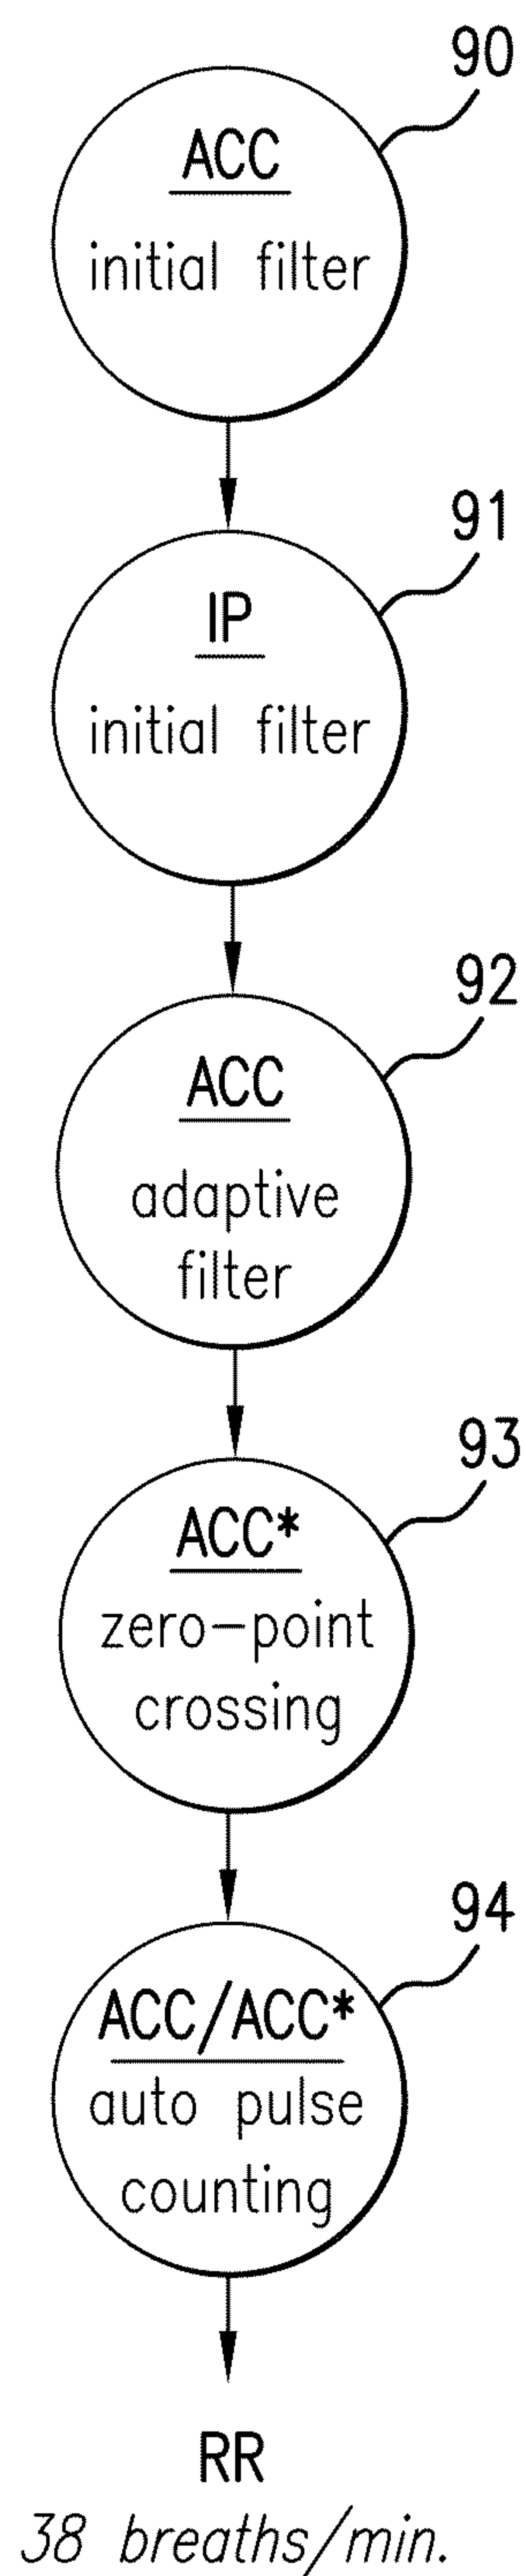 90
ACC
initial filter
91
IP
initial filter
92
ACC
adaptive
filter
93
ACC*
zero-point
crossing
94
ACC/ACC*
auto pulse
counting
RR
38 breaths/min.